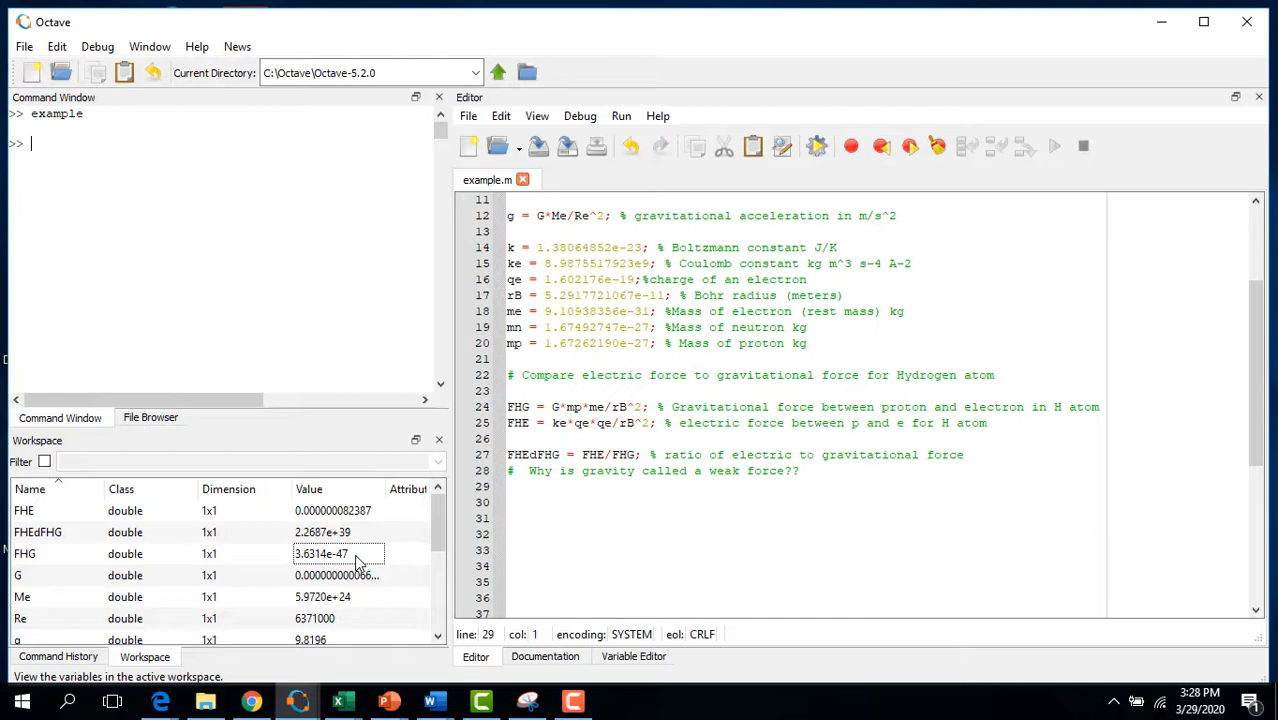 Octave
File Edit Debug Window Help News
Current Directory: C:\Octave\Octave-5.2.0
Command Window
>> example
>>
Command Window File Browser
Workspace
Filter
Name Class Dimension Value Attribut
FHE double 1x1 0.000000082387
FHEdFHG double 1x1 2.2687e+39
FHG double 1x1 3.6314e-47
G double 1x1 0.000000000066...
Me double 1x1 5.9720e+24
Re double 1x1 6371000
g double 1x1 9.8196
Command History Workspace
View the variables in the active workspace.
Editor
File Edit View Debug Run Help
example.m
11
12 g = G*Me/Re^2; % gravitational acceleration in m/s^2
13
14 k = 1.38064852e-23; % Boltzmann constant J/K
15 ke = 8.9875517923e9; % Coulomb constant kg m^3 s-4 A-2
16 qe = 1.602176e-19;%charge of an electron
17 rB = 5.2917721067e-11; % Bohr radius (meters)
18 me = 9.10938356e-31; %Mass of electron (rest mass) kg
19 mn = 1.67492747e-27; %Mass of neutron kg
20 mp = 1.67262190e-27; % Mass of proton kg
21
22 # Compare electric force to gravitational force for Hydrogen atom
23
24 FHG = G*mp*me/rB^2; % Gravitational force between proton and electron in H atom
25 FHE = ke*qe*qe/rB^2; % electric force between p and e for H atom
26
27 FHEdFHG = FHE/FHG; % ratio of electric to gravitational force
28 # Why is gravity called a weak force??
29
30
31
32
33
34
35
36
37
line: 29 col: 1 encoding: SYSTEM eol: CRLF
Editor Documentation Variable Editor
3:28 PM
3/29/2020
1